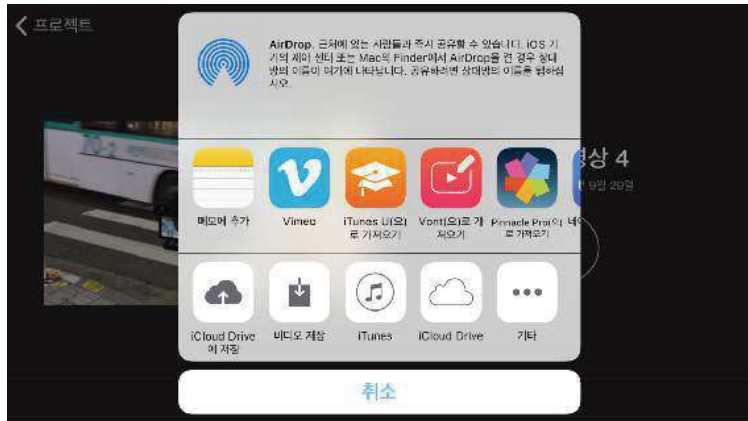 프로젝트
AirDrop. 근처에 있는 사람들과 즉시 공유할 수 있습니다. iOS 기
기의 제어 센터 또는 Mac의 Finder에서 AirDrop을 켠 경우 상대
방의 이름이 여기에 나타납니다. 공유하려면 상대방의 이름을 탭하십
시오.
영상 4
9월 29일
메모에 추가
Vimeo
iTunes U(으)
로 가져오기
Vont(으)로 가
져오기
Pinnacle Pro(으)
로 가져오기
iCloud Drive
에 저장
비디오 저장
iTunes
iCloud Drive
기타
취소